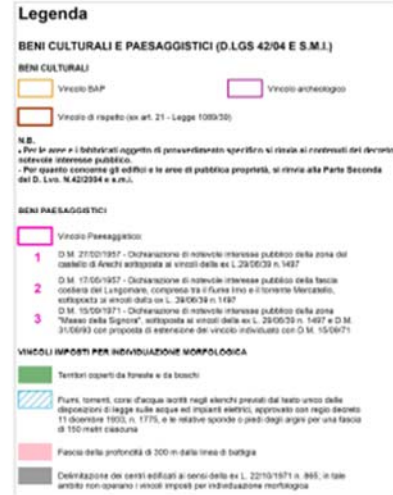 Legenda
BENI CULTURALI E PAESAGGISTICI (D.LGS 42/04 E S.M.I.)
BENI CULTURALI
Vincolo BAP
Vincolo archeologico
Vincolo di rispetto (ex art. 21 - Legge 1089/39)
N.B.
- Per le aree e i fabbricati oggetto di provvedimento specifico si rinvia ai contenuti del decreto
notevole interesse pubblico.
- Per quanto concerne gli edifici e le aree di pubblica proprietà, si rinvia alla Parte Seconda
del D. Lvo. N.42/2004 e s.m.i.
BENI PAESAGGISTICI
Vincolo Paesaggistico:
1 D.M. 27/02/1957 - Dichiarazione di notevole interesse pubblico della zona del
castello di Arechi sottoposta ai vincoli della ex L.29/06/39 n.1497
2 D.M. 17/05/1957 - Dichiarazione di notevole interesse pubblico della fascia
costiera del Lungomare, compresa tra il fiume Irno e il torrente Mercatello,
sottoposta ai vincoli della ex L. 29/06/39 n.1497
3 D.M. 15/09/1971 - Dichiarazione di notevole interesse pubblico della zona
"Masso della Signora", sottoposta ai vincoli della ex L. 29/06/39 n. 1497 e D.M.
31/08/93 con proposta di estensione del vincolo individuato con D.M. 15/09/71
VINCOLI IMPOSTI PER INDIVIDUAZIONE MORFOLOGICA
Territori coperti da foreste e da boschi
Fiumi, torrenti, corsi d'acqua iscritti negli elenchi previsti dal testo unico delle
disposizioni di legge sulle acque ed impianti elettrici, approvato con regio decreto
11 dicembre 1933, n. 1775, e le relative sponde o piedi degli argini per una fascia
di 150 metri ciascuna
Fascia della profondità di 300 m dalla linea di battigia
Delimitazione dei centri edificati ai sensi della ex L. 22/10/1971 n. 865; in tale
ambito non operano i vincoli imposti per individuazione morfologica